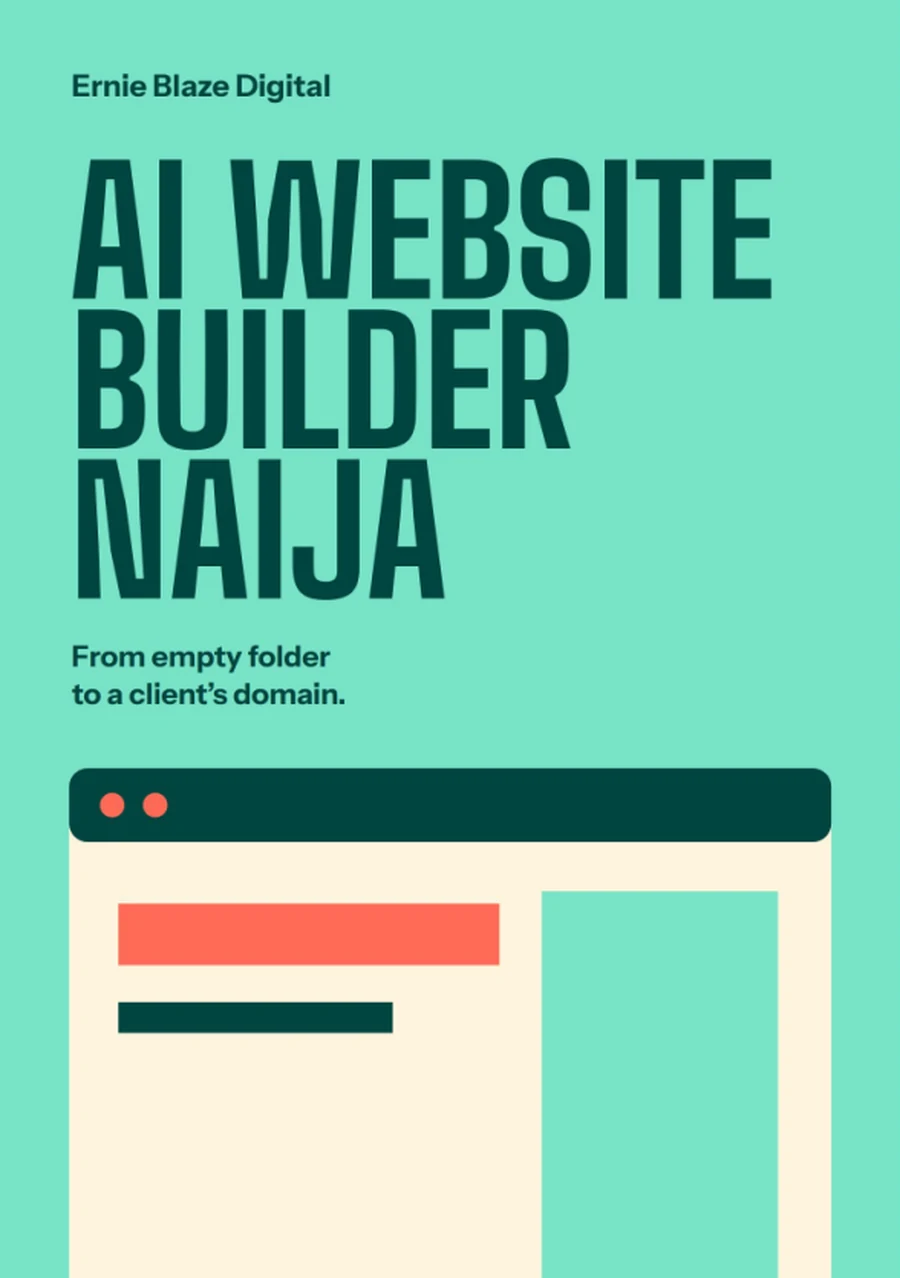 Ernie Blaze Digital
AI WEBSITE
BUILDER
NAIJA
From empty folder
to a client’s domain.